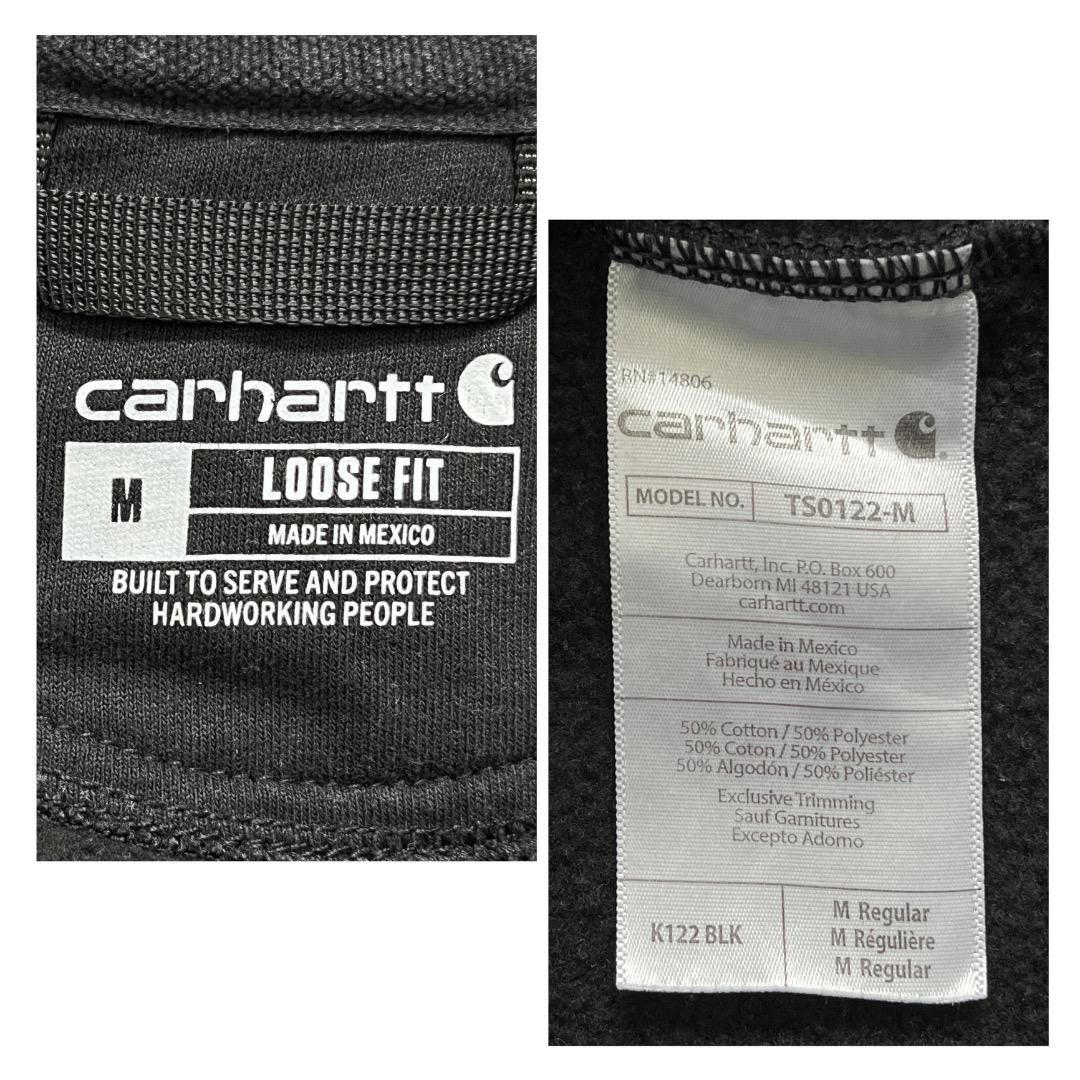 carhartt
M
LOOSE FIT
MADE IN MEXICO
BUILT TO SERVE AND PROTECT
HARDWORKING PEOPLE
RN#14806
carhartt
MODEL NO. TS0122-M
Carhartt, Inc. P.O. Box 600
Dearborn MI 48121 USA
carhartt.com
Made in Mexico
Fabriqué au Mexique
Hecho en México
50% Cotton / 50% Polyester
50% Coton / 50% Polyester
50% Algodón / 50% Poliéster
Exclusive Trimming
Sauf Garnitures
Excepto Adorno
K122 BLK
M Regular
M Régulière
M Regular